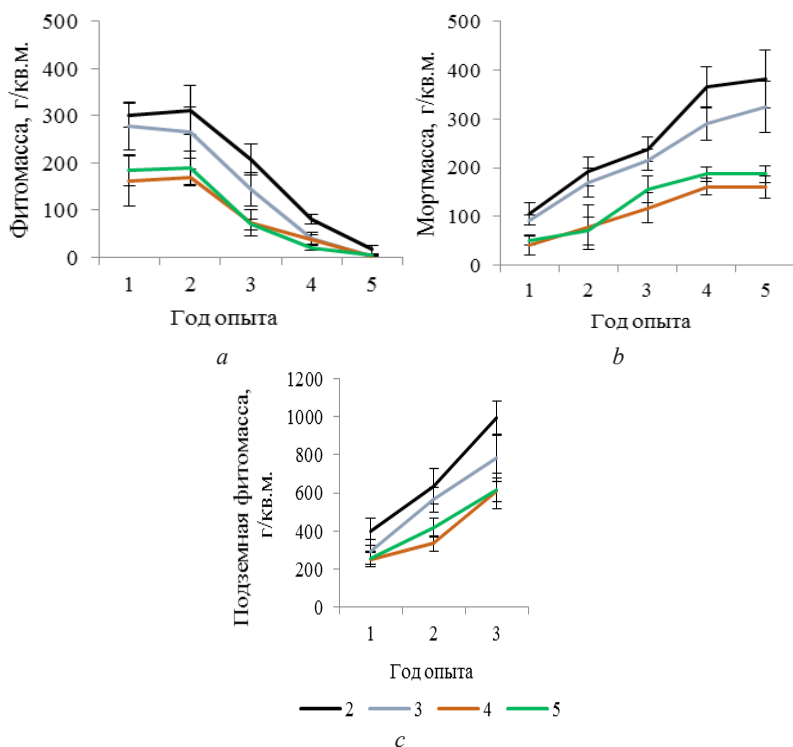 Фитомасса, г/кв.м.
500
400
300
200
100
0
1 2 3 4 5
Год опыта
a
Мортмасса, г/кв.м.
500
400
300
200
100
0
1 2 3 4 5
Год опыта
b
Подземная фитомасса,
г/кв.м.
1200
1000
800
600
400
200
0
1 2 3
Год опыта
2 3 4 5
c